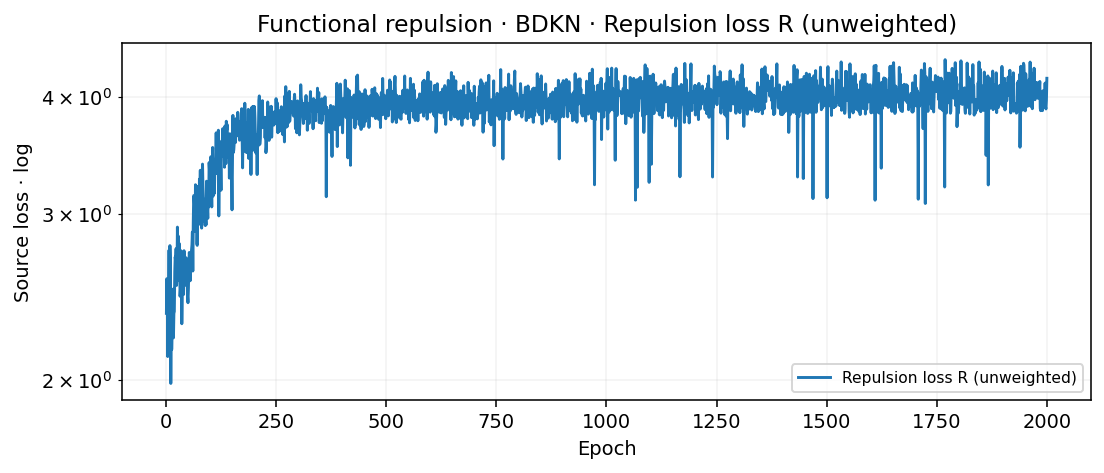 Functional repulsion · BDKN · Repulsion loss R (unweighted)
Source loss · log
4 × 10⁰
3 × 10⁰
2 × 10⁰
Repulsion loss R (unweighted)
0 250 500 750 1000 1250 1500 1750 2000
Epoch